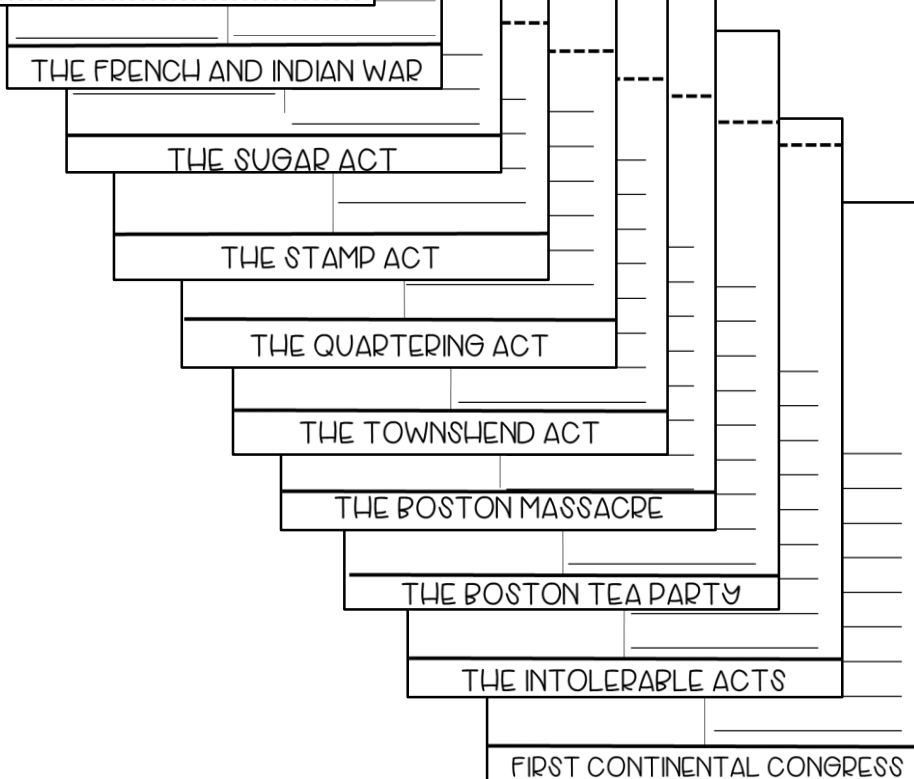 THE FRENCH AND INDIAN WAR
THE SUGAR ACT
THE STAMP ACT
THE QUARTERING ACT
THE TOWNSHEND ACT
THE BOSTON MASSACRE
THE BOSTON TEA PARTY
THE INTOLERABLE ACTS
FIRST CONTINENTAL CONGRESS